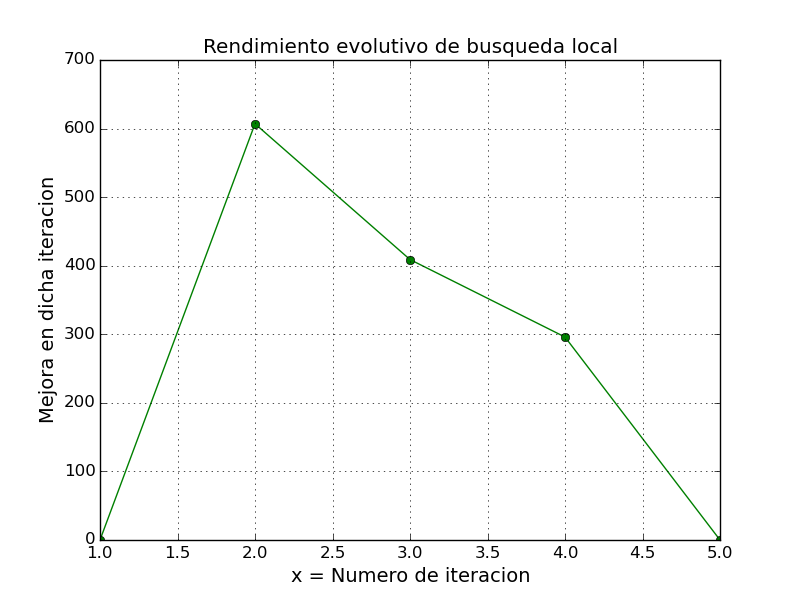 Rendimiento evolutivo de busqueda local
700
600
500
400
300
200
100
0
Mejora en dicha iteracion
1.0 1.5 2.0 2.5 3.0 3.5 4.0 4.5 5.0
x = Numero de iteracion